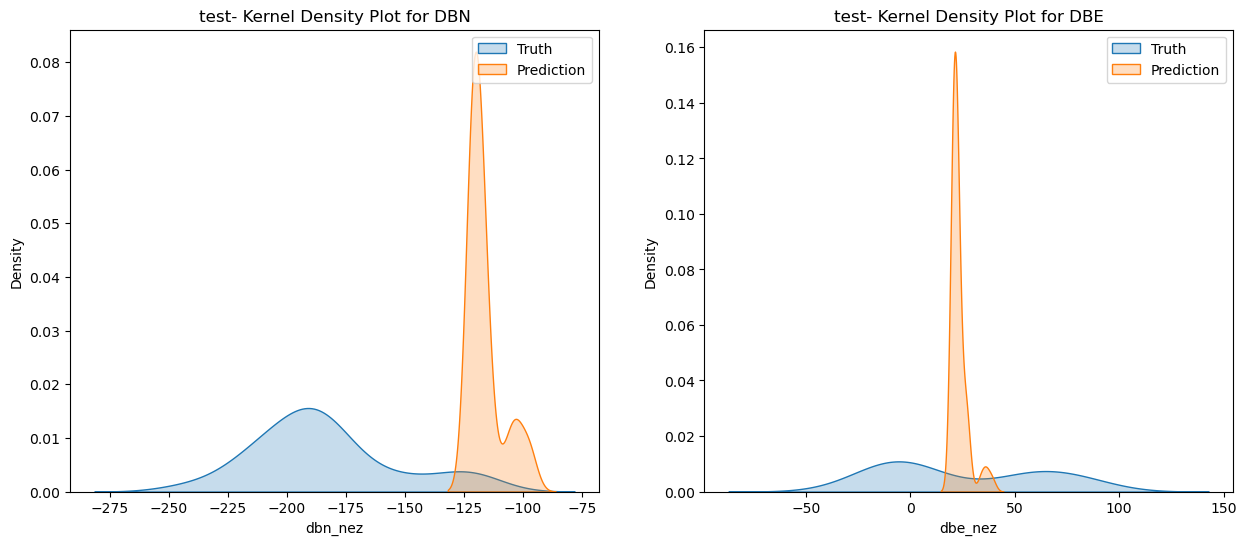 test- Kernel Density Plot for DBN
Truth
Prediction
0.08
0.07
0.06
0.05
0.04
0.03
0.02
0.01
0.00
Density
−275 −250 −225 −200 −175 −150 −125 −100 −75
dbn_nez
test- Kernel Density Plot for DBE
Truth
Prediction
0.16
0.14
0.12
0.10
0.08
0.06
0.04
0.02
0.00
Density
−50 0 50 100 150
dbe_nez